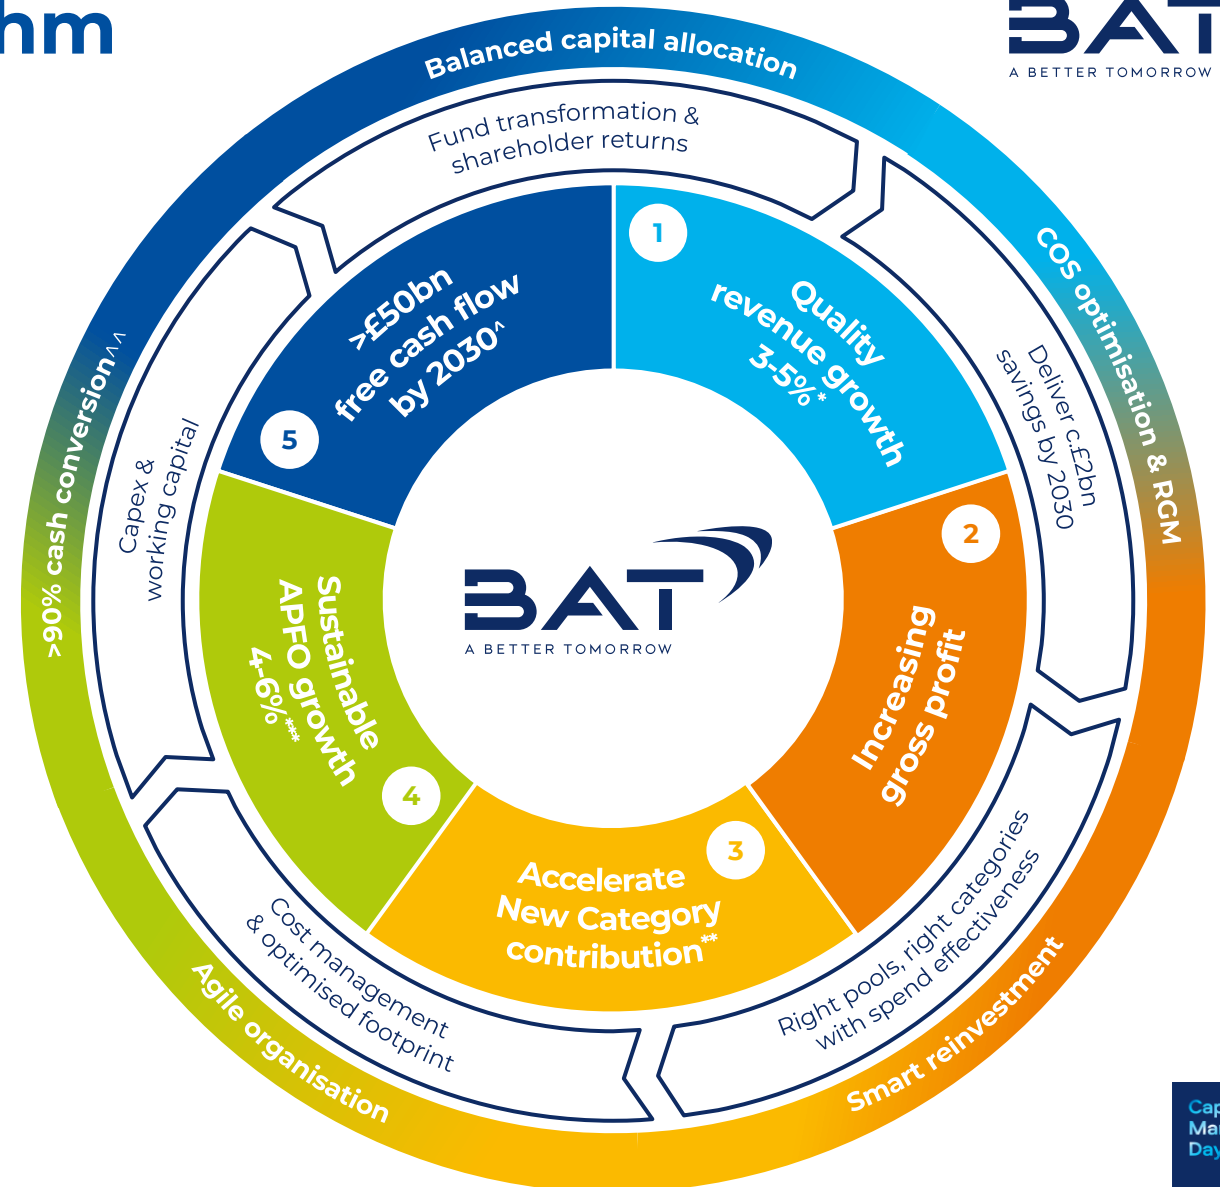 hm
BAT
A BETTER TOMORROW
Balanced capital allocation
Fund transformation &
shareholder returns
1
Quality
revenue growth
3-5%*
COS optimisation & RGM
Deliver c.£2bn
savings by 2030
2
Increasing
gross profit
Smart reinvestment
Right pools, right categories
with spend effectiveness
3
Accelerate
New Category
contribution**
Agile organisation
Cost management
& optimised footprint
4
Sustainable
APFO growth
4-6%***
>90% cash conversion^^
Capex &
working capital
5
>£50bn
free cash flow
by 2030^
BAT
A BETTER TOMORROW
Cap
Mar
Day